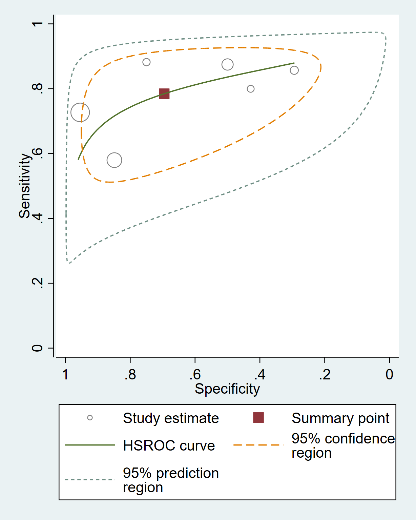 1
.8
.6
.4
.2
0
Sensitivity
1
.8
.6
.4
.2
0
Specificity
Study estimate
Summary point
HSROC curve
95% confidence
region
95% prediction
region